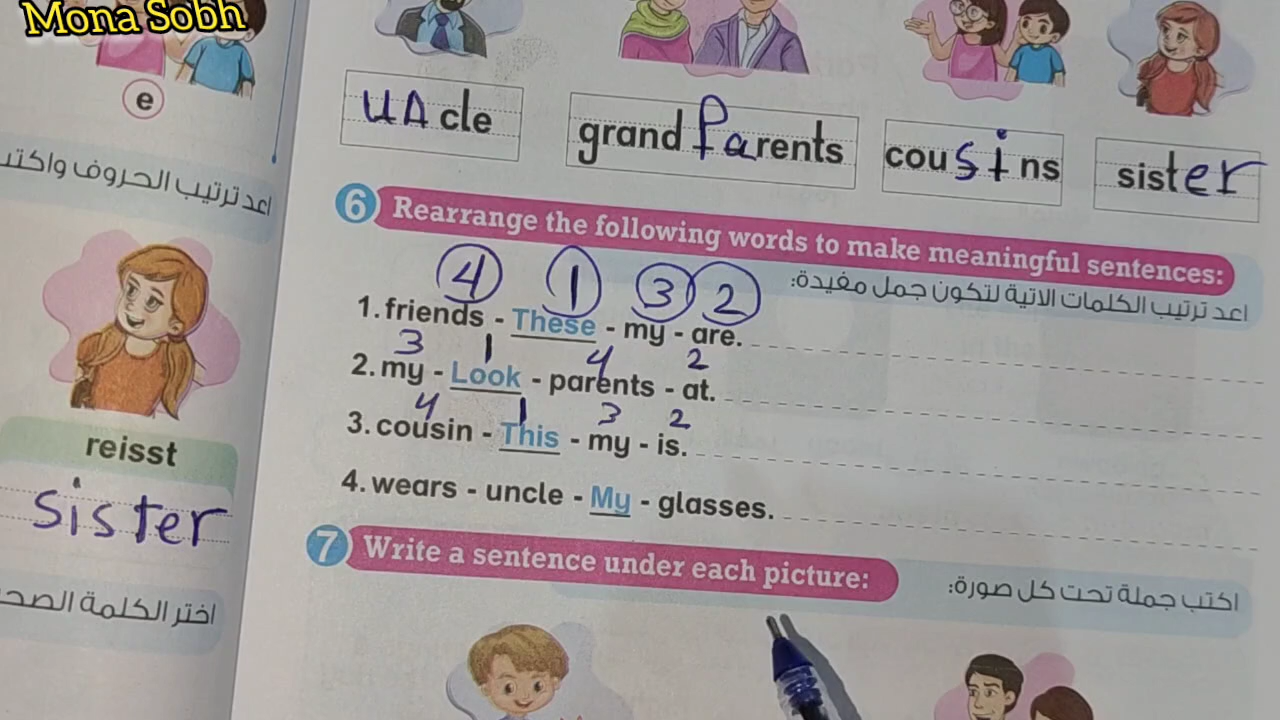 Mona Sobh
e
uncle
grandparents
cousins
sister
اعد ترتيب الحروف واكتب
reisst
sister
اختر الكلمة
6 Rearrange the following words to make meaningful sentences:
اعد ترتيب الكلمات الاتية لتكون جمل مفيدة:
4 1 3 2
1. friends - These - my - are.
3 1 4 2
2. my - Look - parents - at.
4 1 3 2
3. cousin - This - my - is.
4. wears - uncle - My - glasses.
7 Write a sentence under each picture:
اكتب جملة تحت كل صورة: